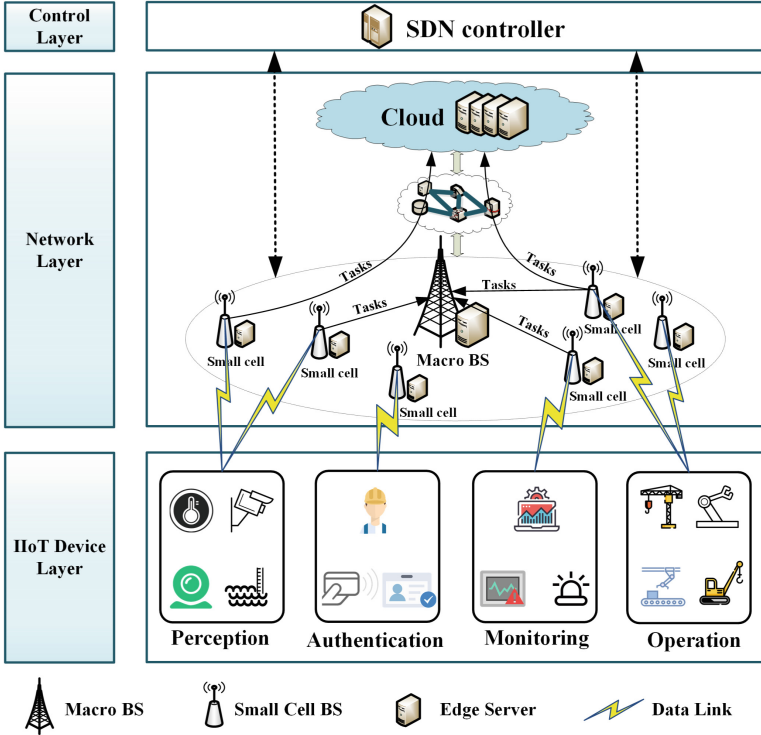 Control
Layer
SDN controller
Network
Layer
Cloud
Tasks
Tasks
Tasks
Tasks
Tasks
Small cell
Small cell
Macro BS
Small cell
Small cell
Small cell
Small cell
IIoT Device
Layer
Perception
Authentication
Monitoring
Operation
Macro BS
Small Cell BS
Edge Server
Data Link